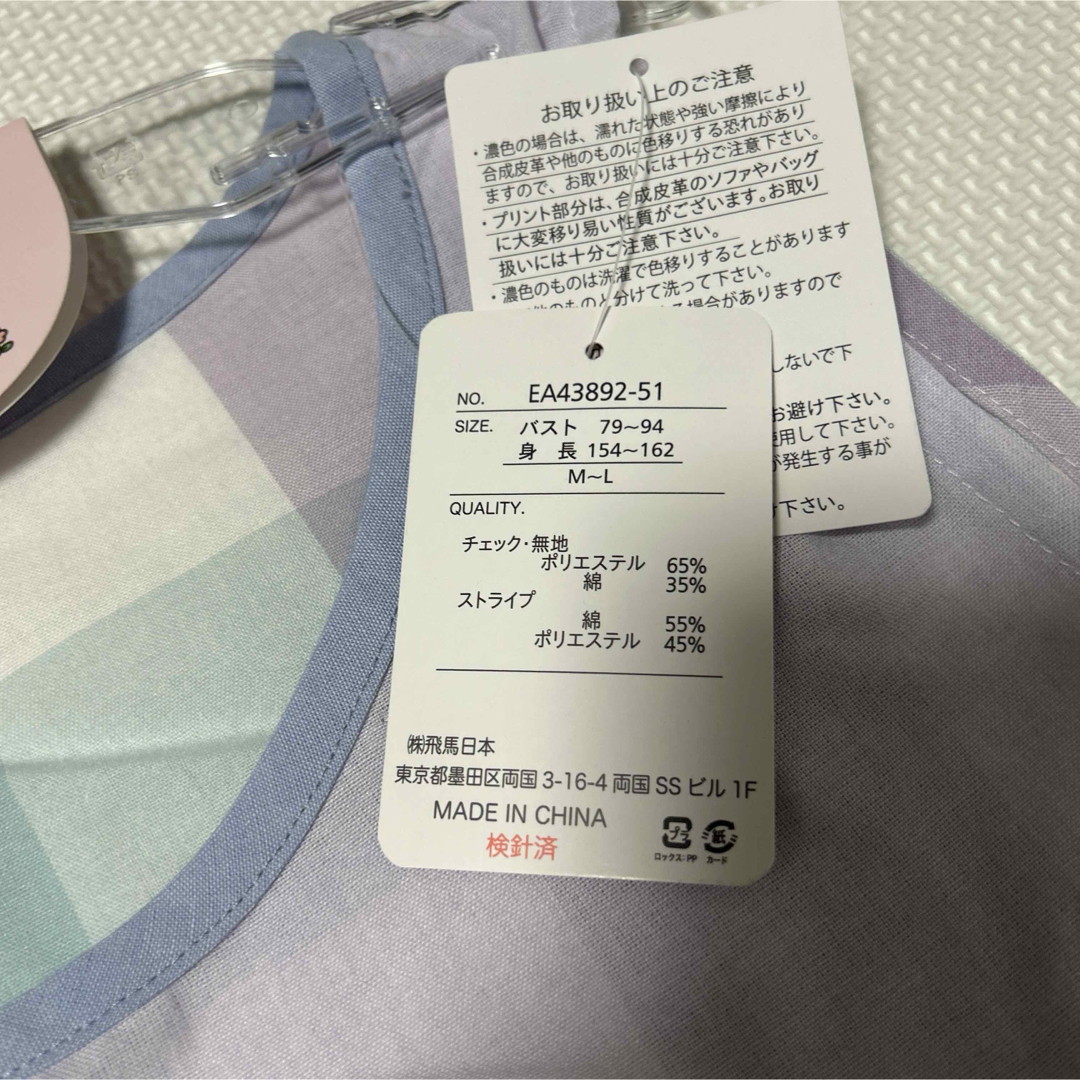 お取り扱い上のご注意
・濃色の場合は、濡れた状態や強い摩擦により
合成皮革や他のものに色移りする恐れがあり
ますので、お取り扱いには十分ご注意下さい。
・プリント部分は、合成皮革のソファやバッグ
に大変移り易い性質がございます。お取り
扱いには十分ご注意下さい。
・濃色のものは洗濯で色移りすることがあります
他のものと分けて洗って下さい。
る場合がありますので
しないで下
お避け下さい。
使用して下さい。
が発生する事が
け下さい。
NO. EA43892-51
SIZE. バスト 79~94
身 長 154~162
M~L
QUALITY.
チェック・無地
ポリエステル 65%
綿 35%
ストライプ
綿 55%
ポリエステル 45%
㈱飛馬日本
東京都墨田区両国 3-16-4 両国 SS ビル 1F
MADE IN CHINA
検針済
プラ 紙
ロックス:PP カード